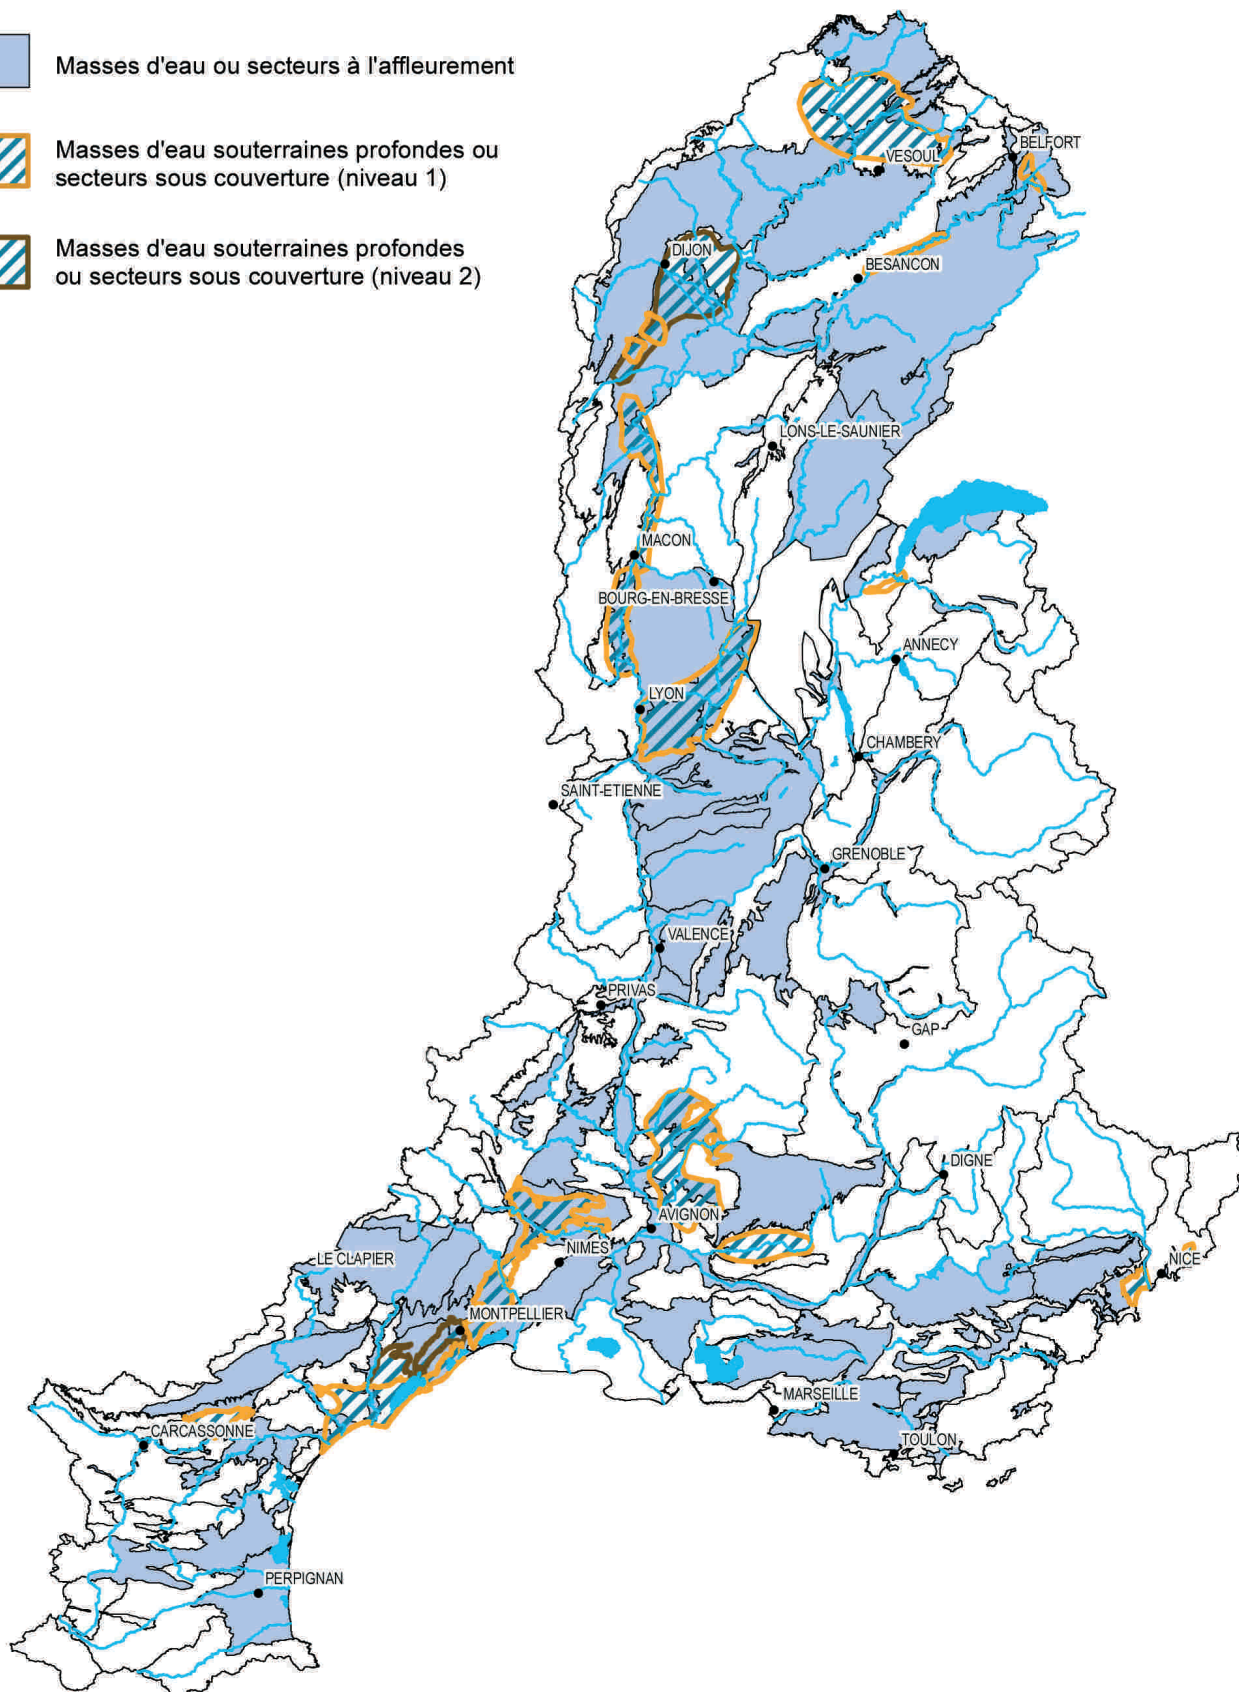 Masses d'eau ou secteurs à l'affleurement
Masses d'eau souterraines profondes ou
secteurs sous couverture (niveau 1)
Masses d'eau souterraines profondes
ou secteurs sous couverture (niveau 2)
BELFORT
VESOUL
DIJON
BESANCON
LONS-LE-SAUNIER
MACON
BOURG-EN-BRESSE
ANNECY
LYON
CHAMBERY
SAINT-ETIENNE
GRENOBLE
VALENCE
PRIVAS
GAP
DIGNE
AVIGNON
NIMES
LE CLAPIER
NICE
MONTPELLIER
MARSEILLE
CARCASSONNE
TOULON
PERPIGNAN